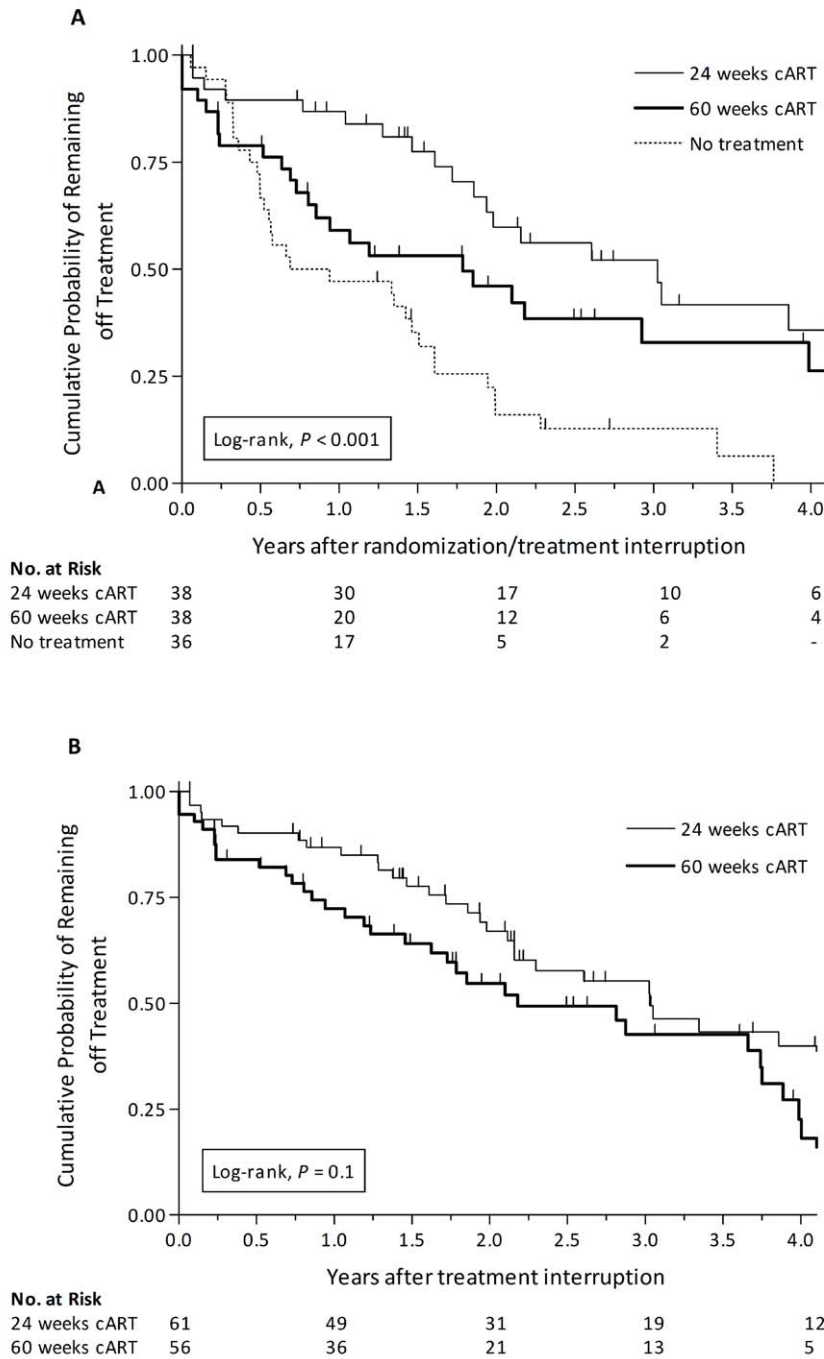 A
1.00
0.75
0.50
0.25
0.00
Cumulative Probability of Remaining
off Treatment
24 weeks cART
60 weeks cART
No treatment
Log-rank, P < 0.001
A
0.0 0.5 1.0 1.5 2.0 2.5 3.0 3.5 4.0
Years after randomization/treatment interruption
No. at Risk
24 weeks cART 38 30 17 10 6
60 weeks cART 38 20 12 6 4
No treatment 36 17 5 2 -
B
1.00
0.75
0.50
0.25
0.00
Cumulative Probability of Remaining
off Treatment
24 weeks cART
60 weeks cART
Log-rank, P = 0.1
0.0 0.5 1.0 1.5 2.0 2.5 3.0 3.5 4.0
Years after treatment interruption
No. at Risk
24 weeks cART 61 49 31 19 12
60 weeks cART 56 36 21 13 5